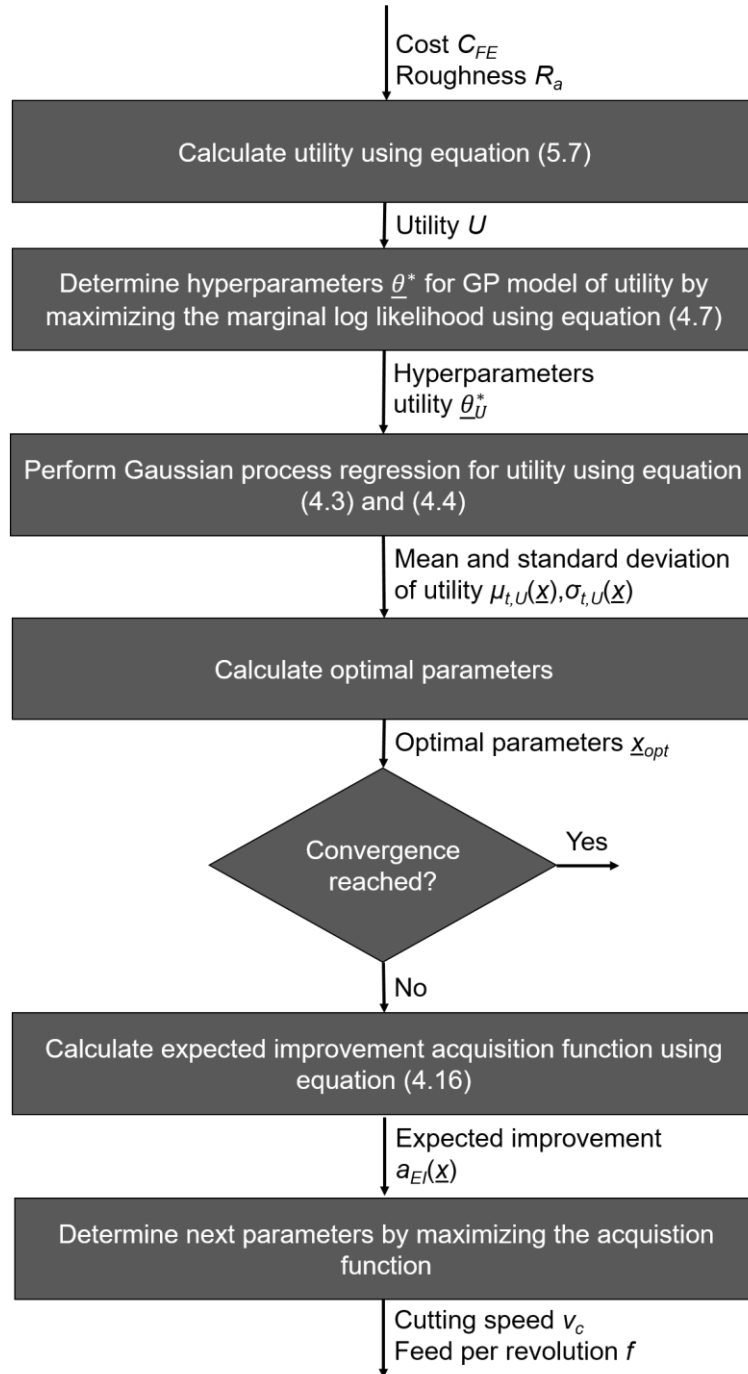 Cost C_FE
Roughness R_a
Calculate utility using equation (5.7)
Utility U
Determine hyperparameters θ* for GP model of utility by
maximizing the marginal log likelihood using equation (4.7)
Hyperparameters
utility θ*_U
Perform Gaussian process regression for utility using equation
(4.3) and (4.4)
Mean and standard deviation
of utility μ_t,U(x),σ_t,U(x)
Calculate optimal parameters
Optimal parameters x_opt
Convergence
reached?
Yes
No
Calculate expected improvement acquisition function using
equation (4.16)
Expected improvement
a_EI(x)
Determine next parameters by maximizing the acquistion
function
Cutting speed v_c
Feed per revolution f